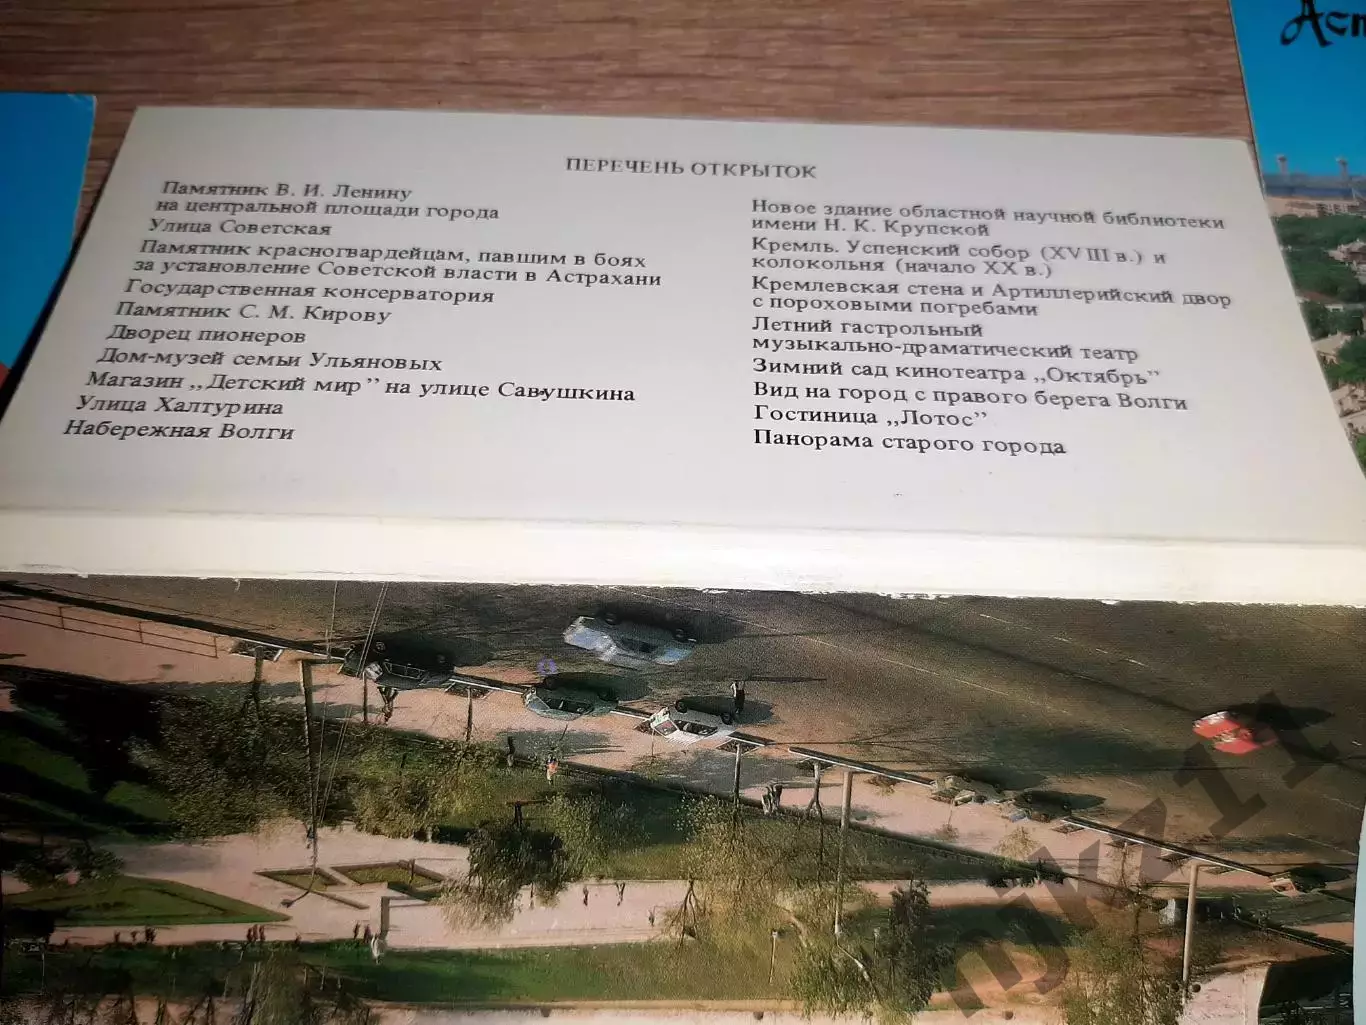 Аст
ПЕРЕЧЕНЬ ОТКРЫТОК
Памятник В. И. Ленину
на центральной площади города
Улица Советская
Памятник красногвардейцам, павшим в боях
за установление Советской власти в Астрахани
Государственная консерватория
Памятник С. М. Кирову
Дворец пионеров
Дом-музей семьи Ульяновых
Магазин „Детский мир” на улице Савушкина
Улица Халтурина
Набережная Волги
Новое здание областной научной библиотеки
имени Н. К. Крупской
Кремль. Успенский собор (XVIII в.) и
колокольня (начало XX в.)
Кремлевская стена и Артиллерийский двор
с пороховыми погребами
Летний гастрольный
музыкально-драматический театр
Зимний сад кинотеатра „Октябрь”
Вид на город с правого берега Волги
Гостиница „Лотос”
Панорама старого города